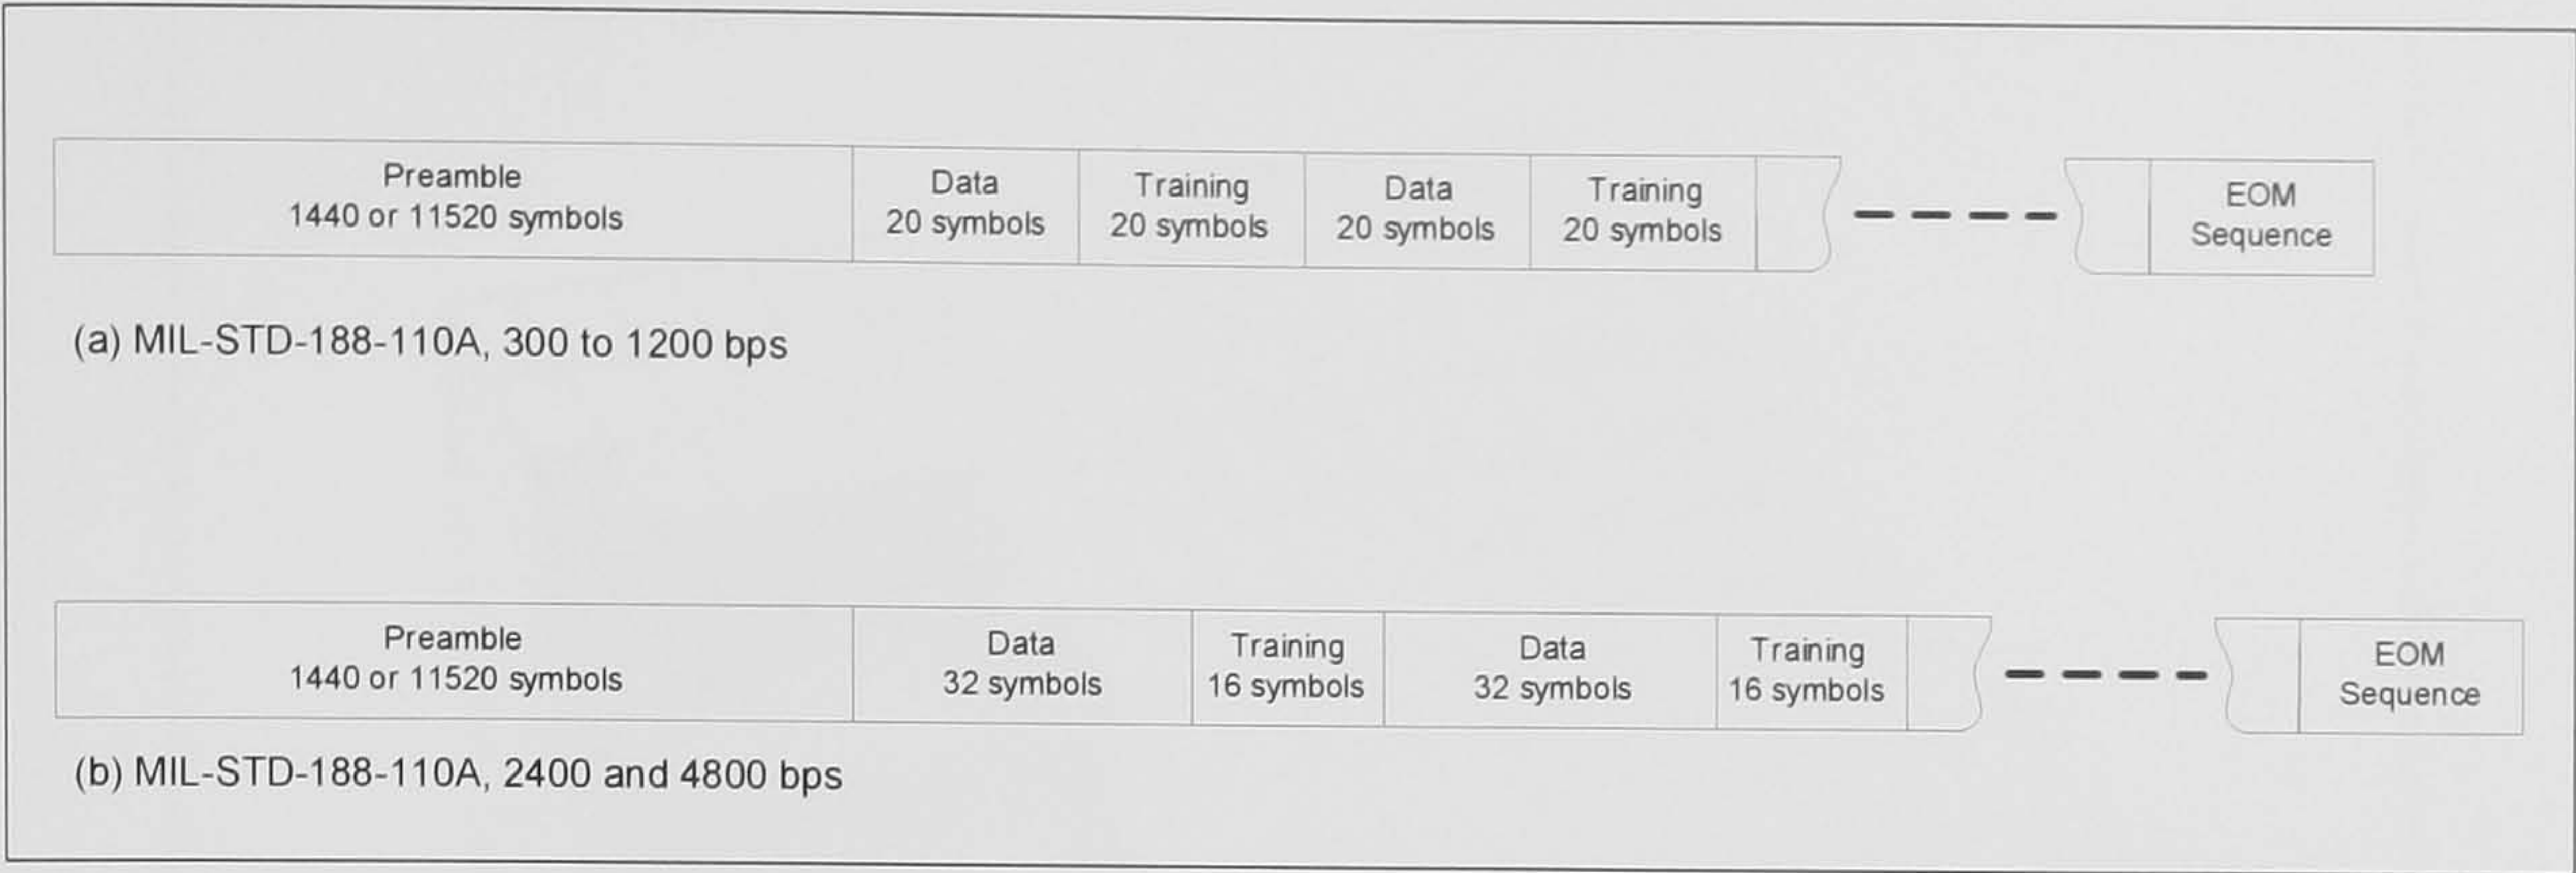 Preamble
1440 or 11520 symbols
Data
20 symbols
Training
20 symbols
Data
20 symbols
Training
20 symbols
EOM
Sequence
(a) MIL-STD-188-110A, 300 to 1200 bps
Preamble
1440 or 11520 symbols
Data
32 symbols
Training
16 symbols
Data
32 symbols
Training
16 symbols
EOM
Sequence
(b) MIL-STD-188-110A, 2400 and 4800 bps